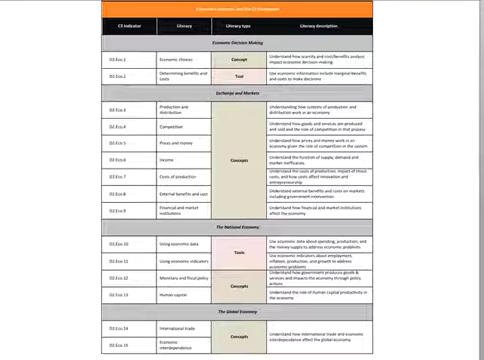 Economic Literacies and the C3 Framework
C3 Indicator Literacy Literacy type Literacy description
Economic Decision Making
D2.Eco.1 Economic choices Concept Understand how scarcity and cost/benefits analysis
impact economic decision-making
D2.Eco.2 Determining benefits and
costs Tool Use economic information include marginal benefits
and costs to make decisions
Exchange and Markets
D2.Eco.3 Production and
distribution Understanding how systems of production and
distribution work in an economy
D2.Eco.4 Competition Understand how goods and services are produced
and sold and the role of competition in that process
D2.Eco.5 Prices and money Understand how prices and money work in an
economy given the role of competition in the system
Concepts
D2.Eco.6 Income Understand the function of supply, demand and
market inefficacies.
D2.Eco.7 Costs of production Understand the costs of production, impact of those
costs, and how costs affect innovation and
entrepreneurship
D2.Eco.8 External benefits and cost Understand external benefits and costs on markets
including government intervention
D2.Eco.9 Financial and market
institutions Understand how financial and market institutions
affect the economy
The National Economy
D2.Eco.10 Using economic data Use economic data about spending, production, and
the money supply to address economic problems
Tools
D2.Eco.11 Using economic indicators Use economic indicators about employment,
inflation, production, and growth to address
economic problems
D2.Eco.12 Monetary and fiscal policy Understand how government produces goods &
services and impacts the economy through policy
actions
Concepts
D2.Eco.13 Human capital Understand the role of human capital productivity in
the economy
The Global Economy
D2.Eco.14 International trade
Concepts Understand how international trade and economic
interdependence affect the global economy
D2.Eco.15 Economic
interdependence